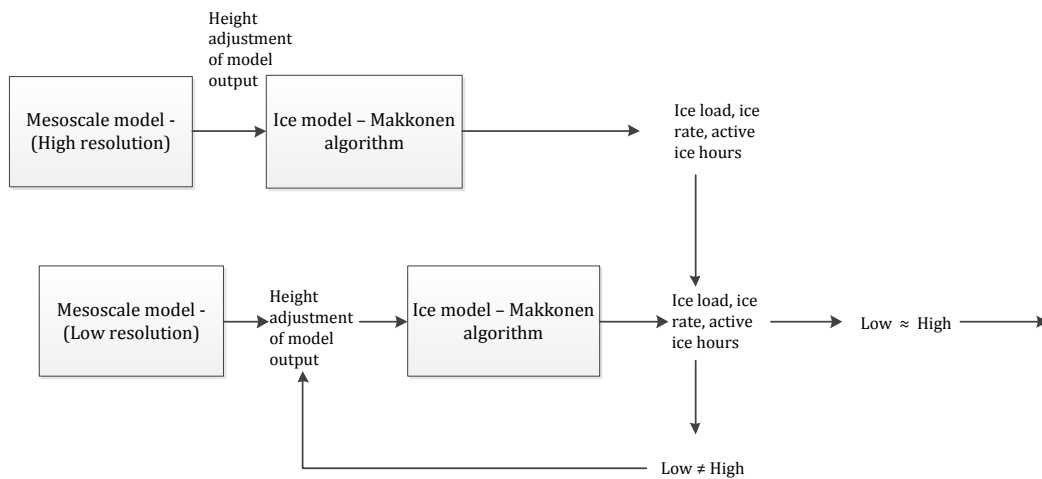 Height
adjustment
of model
output
Mesoscale model -
(High resolution)
Ice model – Makkonen
algorithm
Ice load, ice
rate, active
ice hours
Mesoscale model -
(Low resolution)
Height
adjustment
of model
output
Ice model – Makkonen
algorithm
Ice load, ice
rate, active
ice hours
Low ≈ High
Low ≠ High